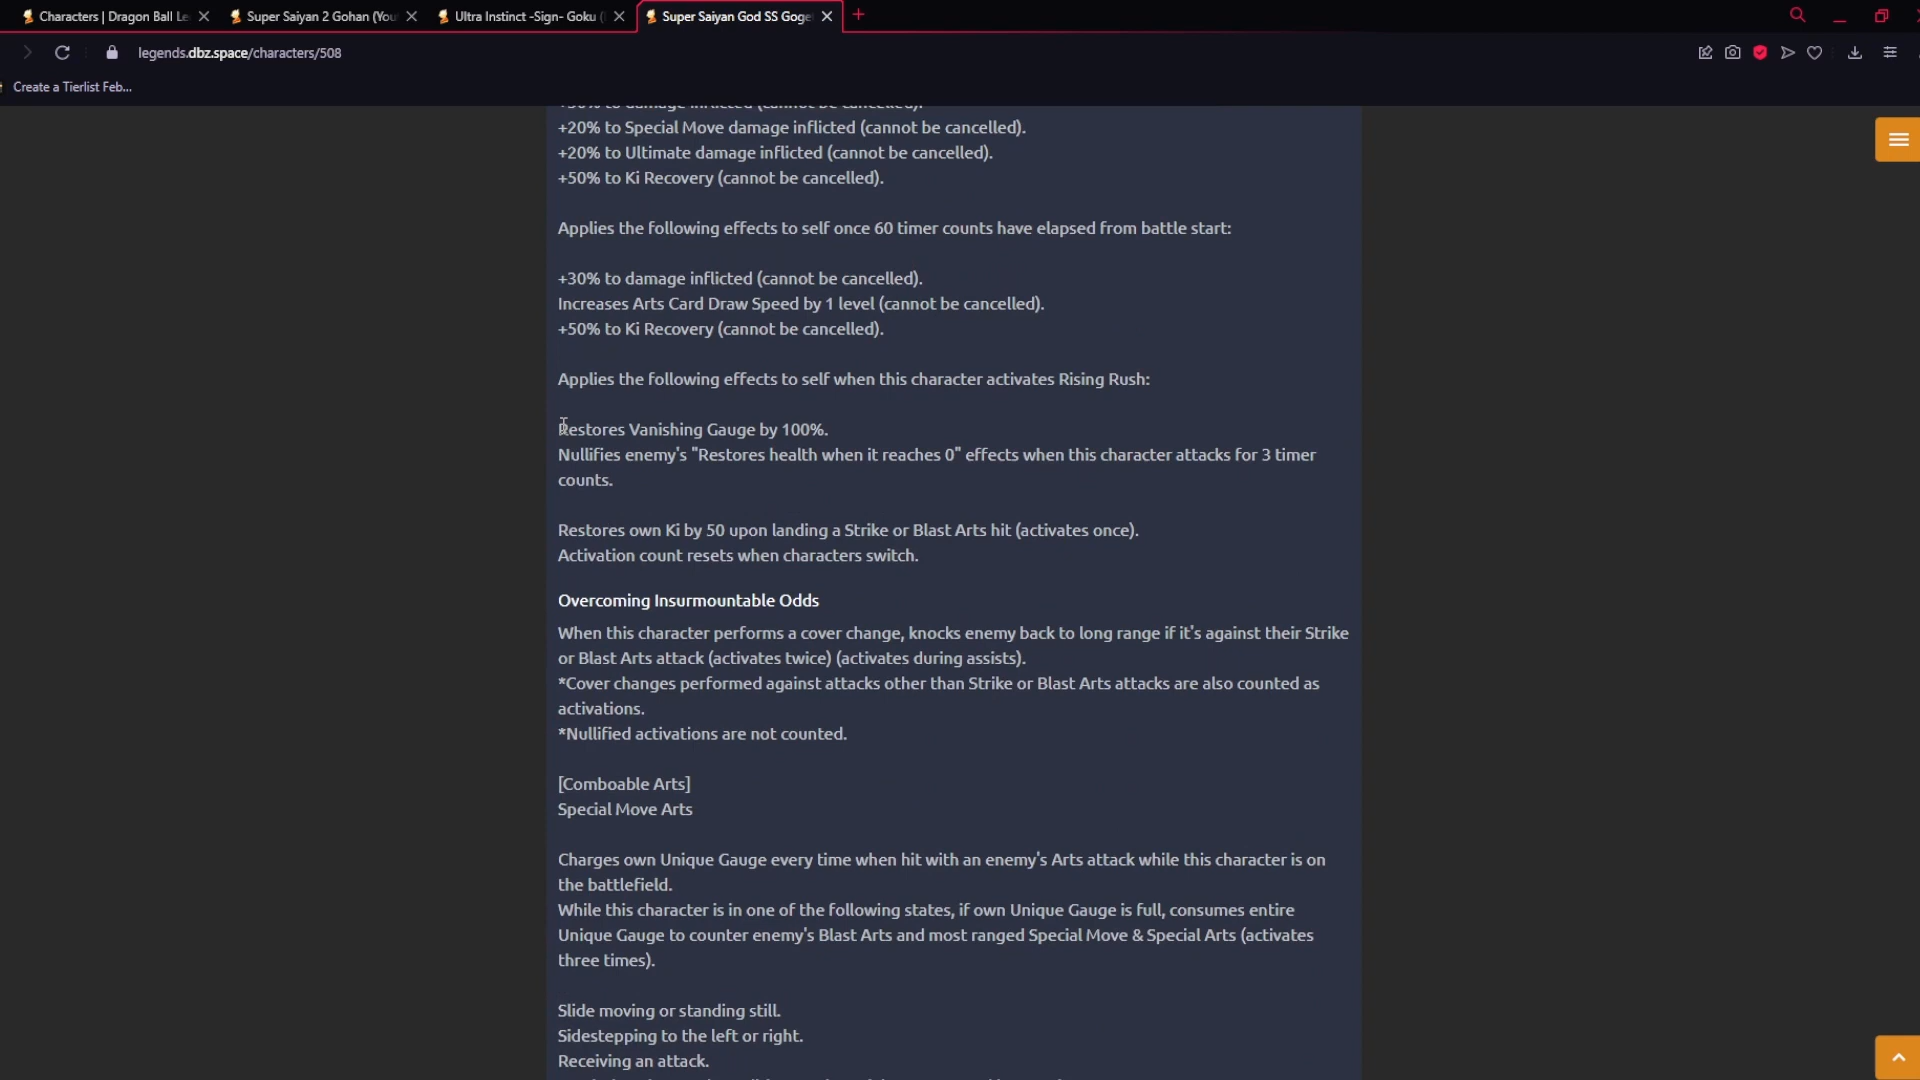 Characters | Dragon Ball Le
Super Saiyan 2 Gohan (You
Ultra Instinct -Sign- Goku (
Super Saiyan God SS Goge
legends.dbz.space/characters/508
Create a Tierlist Feb...
+20% to Special Move damage inflicted (cannot be cancelled).
+20% to Ultimate damage inflicted (cannot be cancelled).
+50% to Ki Recovery (cannot be cancelled).
Applies the following effects to self once 60 timer counts have elapsed from battle start:
+30% to damage inflicted (cannot be cancelled).
Increases Arts Card Draw Speed by 1 level (cannot be cancelled).
+50% to Ki Recovery (cannot be cancelled).
Applies the following effects to self when this character activates Rising Rush:
Restores Vanishing Gauge by 100%.
Nullifies enemy's "Restores health when it reaches 0" effects when this character attacks for 3 timer
counts.
Restores own Ki by 50 upon landing a Strike or Blast Arts hit (activates once).
Activation count resets when characters switch.
Overcoming Insurmountable Odds
When this character performs a cover change, knocks enemy back to long range if it's against their Strike
or Blast Arts attack (activates twice) (activates during assists).
*Cover changes performed against attacks other than Strike or Blast Arts attacks are also counted as
activations.
*Nullified activations are not counted.
[Comboable Arts]
Special Move Arts
Charges own Unique Gauge every time when hit with an enemy's Arts attack while this character is on
the battlefield.
While this character is in one of the following states, if own Unique Gauge is full, consumes entire
Unique Gauge to counter enemy's Blast Arts and most ranged Special Move & Special Arts (activates
three times).
Slide moving or standing still.
Sidestepping to the left or right.
Receiving an attack.